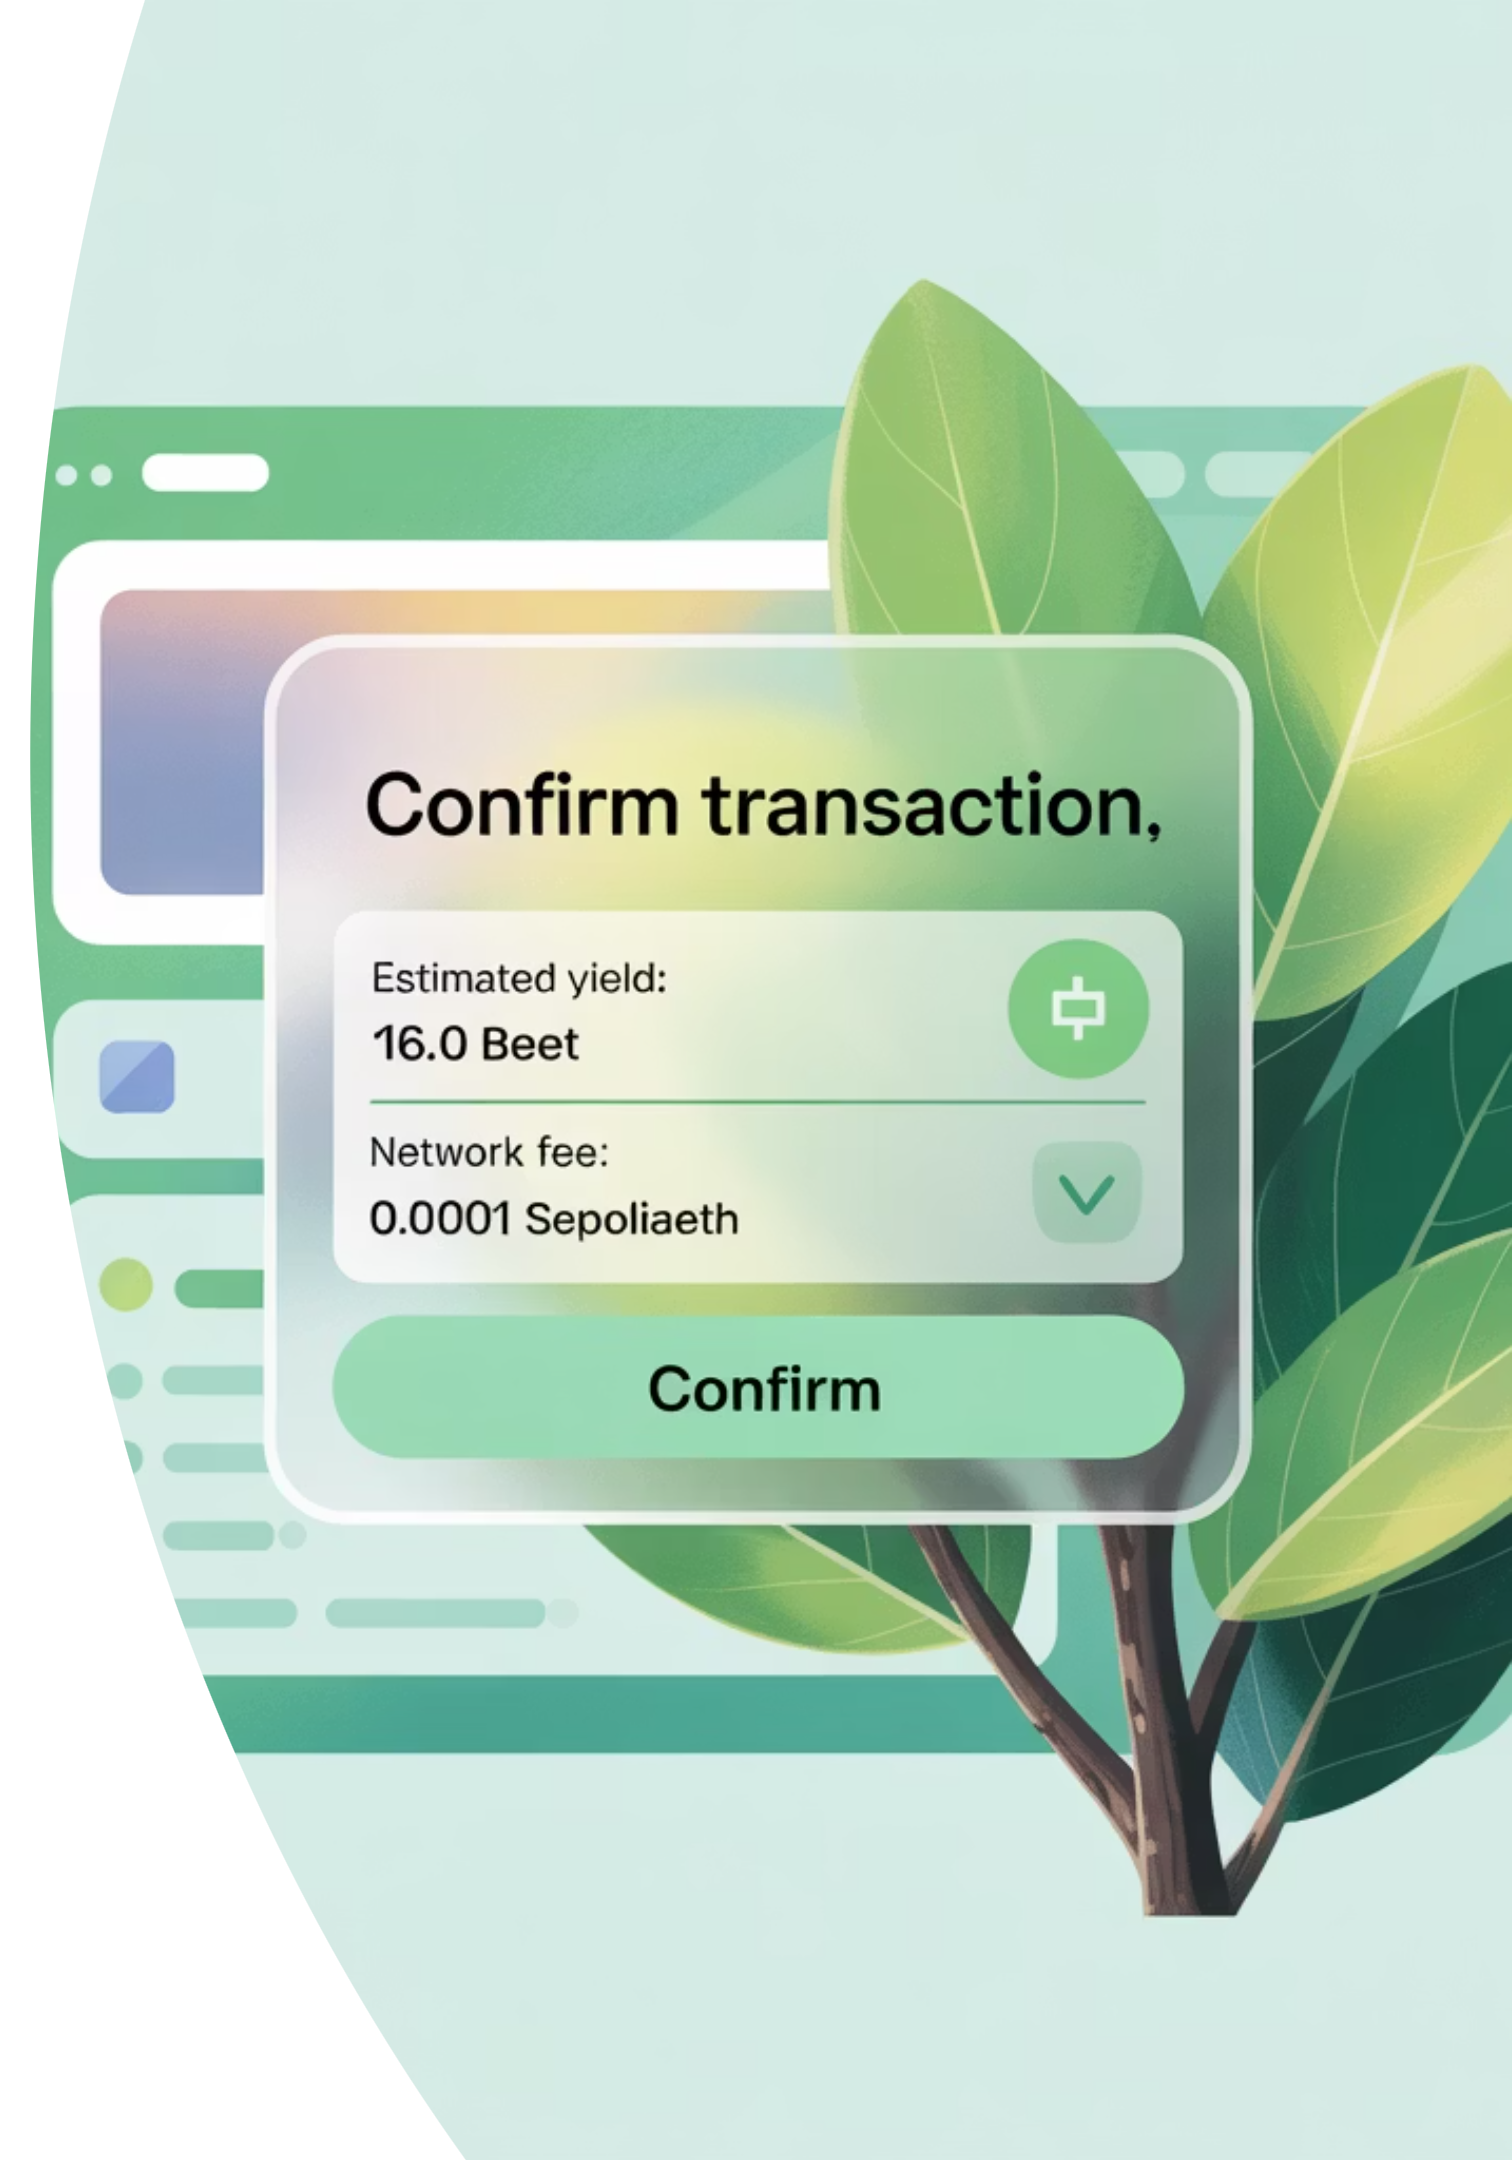 Confirm transaction,
Estimated yield:
16.0 Beet
Network fee:
0.0001 Sepoliaeth
Confirm